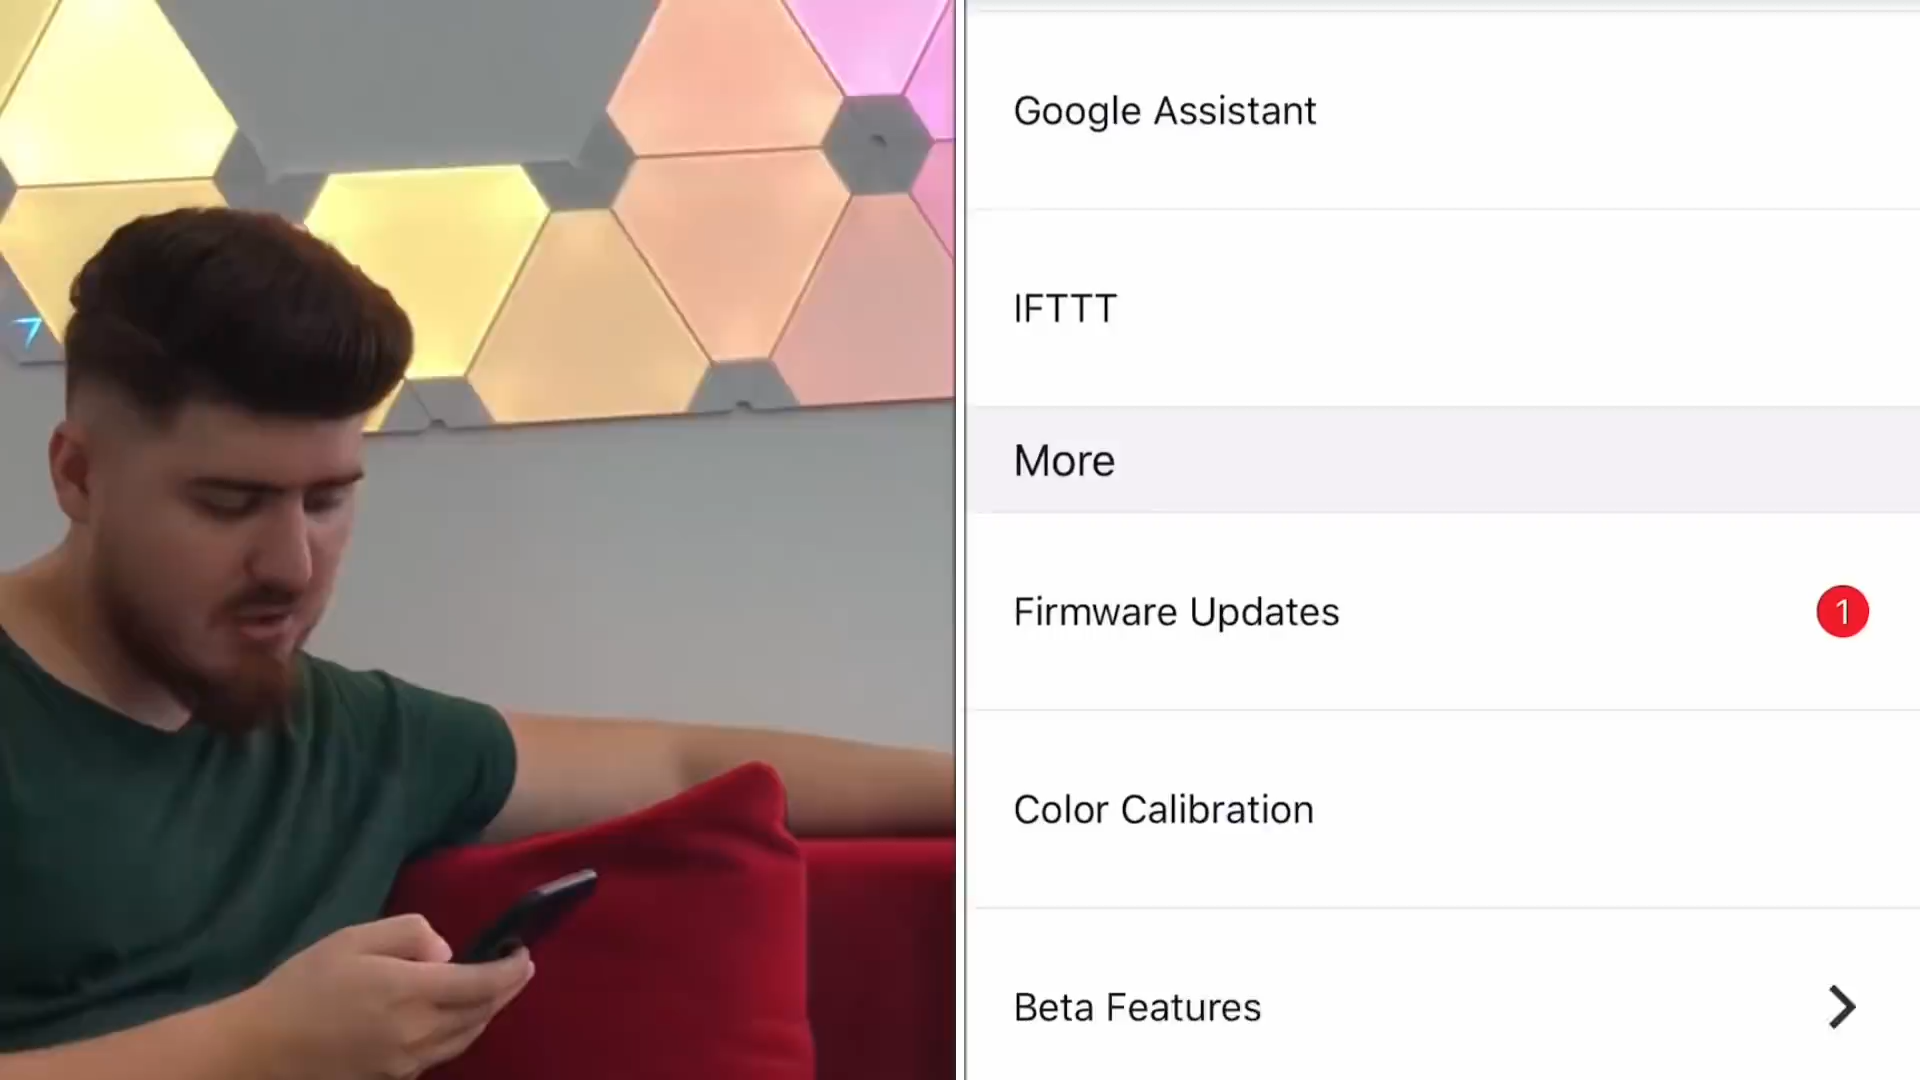 Google Assistant
IFTTT
More
Firmware Updates
1
Color Calibration
Beta Features